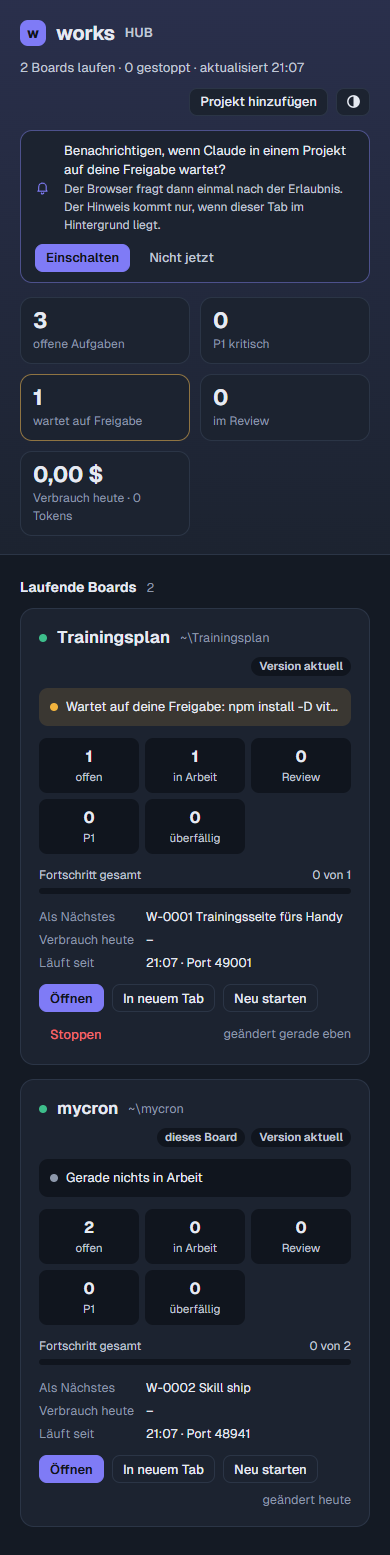 w works HUB
2 Boards laufen · 0 gestoppt · aktualisiert 21:07
Projekt hinzufügen
Benachrichtigen, wenn Claude in einem Projekt
auf deine Freigabe wartet?
Der Browser fragt dann einmal nach der Erlaubnis.
Der Hinweis kommt nur, wenn dieser Tab im
Hintergrund liegt.
Einschalten Nicht jetzt
3 0
offene Aufgaben P1 kritisch
1 0
wartet auf Freigabe im Review
0,00 $
Verbrauch heute · 0
Tokens
Laufende Boards 2
Trainingsplan ~\Trainingsplan
Version aktuell
Wartet auf deine Freigabe: npm install -D vit…
1 1 0
offen in Arbeit Review
0 0
P1 überfällig
Fortschritt gesamt 0 von 1
Als Nächstes W-0001 Trainingsseite fürs Handy
Verbrauch heute –
Läuft seit 21:07 · Port 49001
Öffnen In neuem Tab Neu starten
Stoppen geändert gerade eben
mycron ~\mycron
dieses Board Version aktuell
Gerade nichts in Arbeit
2 0 0
offen in Arbeit Review
0 0
P1 überfällig
Fortschritt gesamt 0 von 2
Als Nächstes W-0002 Skill ship
Verbrauch heute –
Läuft seit 21:07 · Port 48941
Öffnen In neuem Tab Neu starten
geändert heute